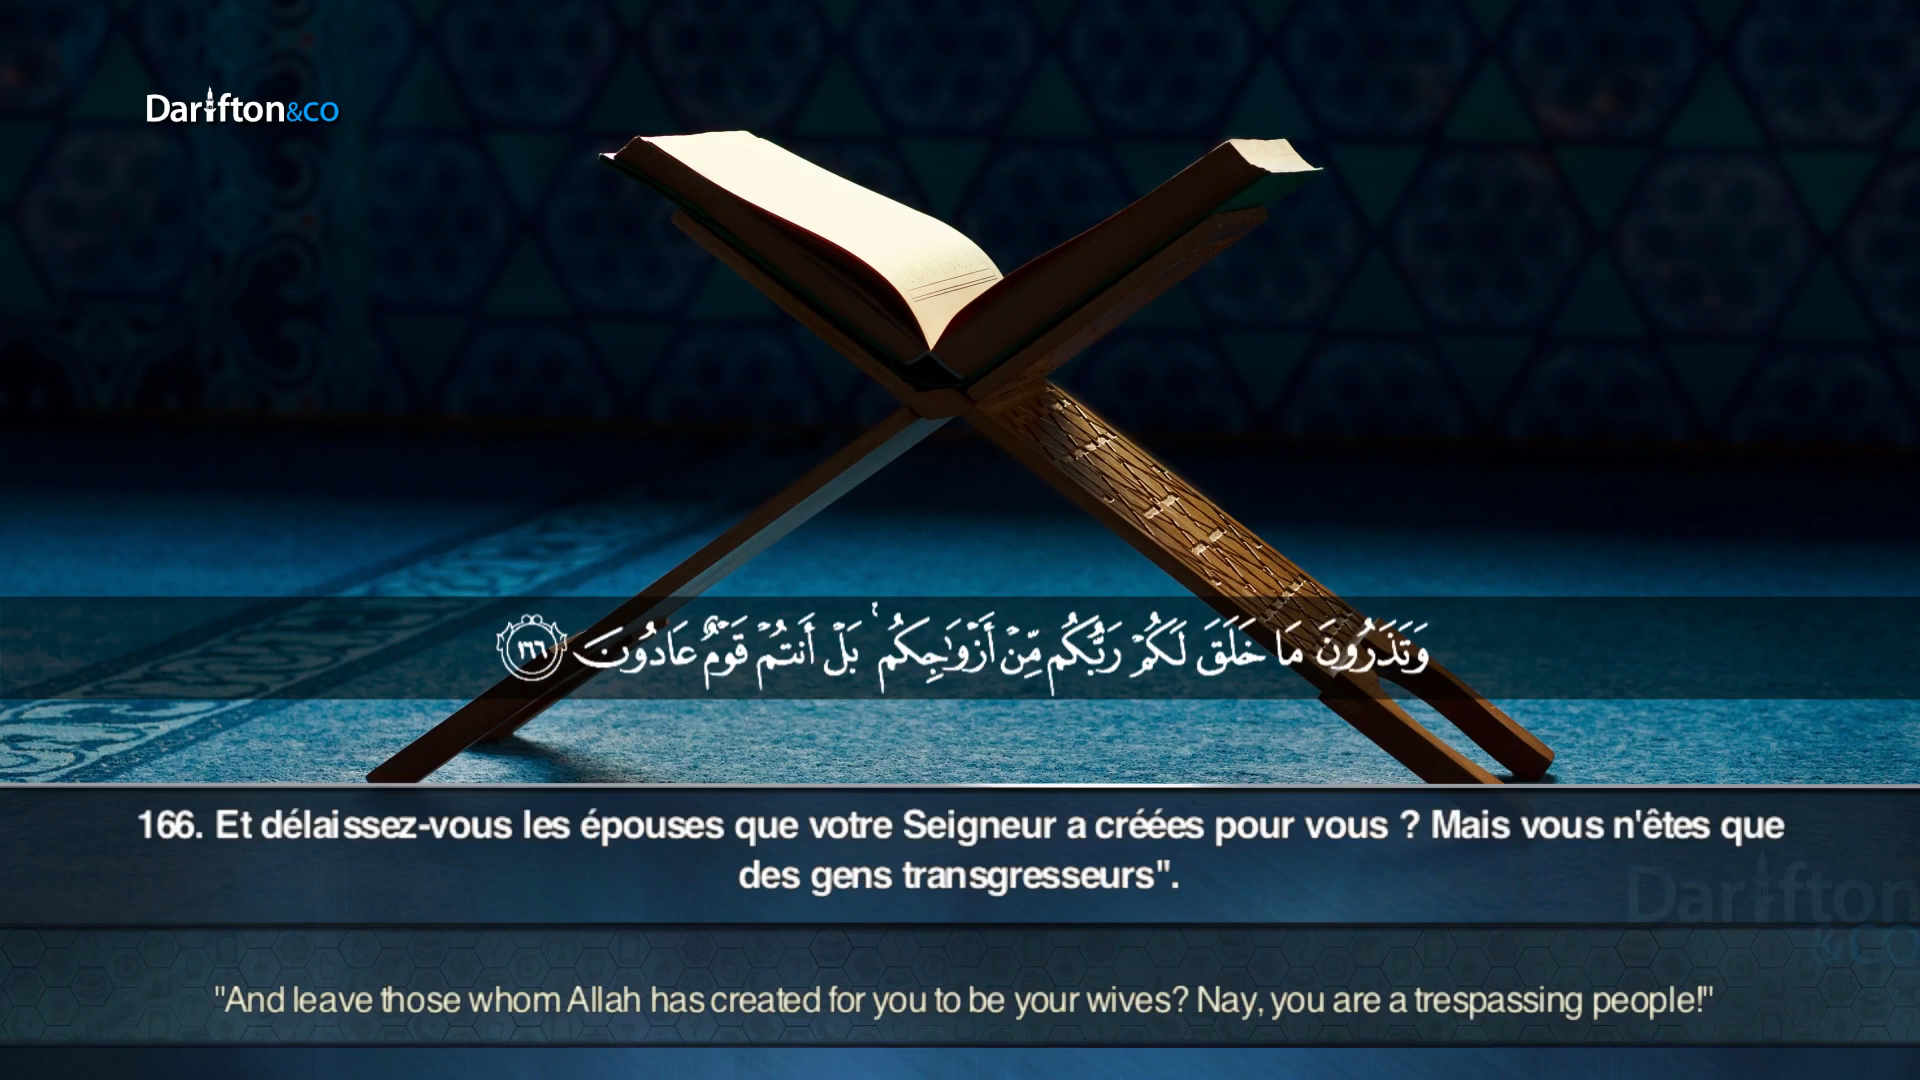 Darifton&co
وَتَذَرُونَ مَا خَلَقَ لَكُمْ رَبُّكُم مِّنْ أَزْوَٰجِكُم ۚ بَلْ أَنتُمْ قَوْمٌ عَادُونَ ١٦٦
166. Et délaissez-vous les épouses que votre Seigneur a créées pour vous ? Mais vous n'êtes que
des gens transgresseurs".
Darifton
&co
"And leave those whom Allah has created for you to be your wives? Nay, you are a trespassing people!"